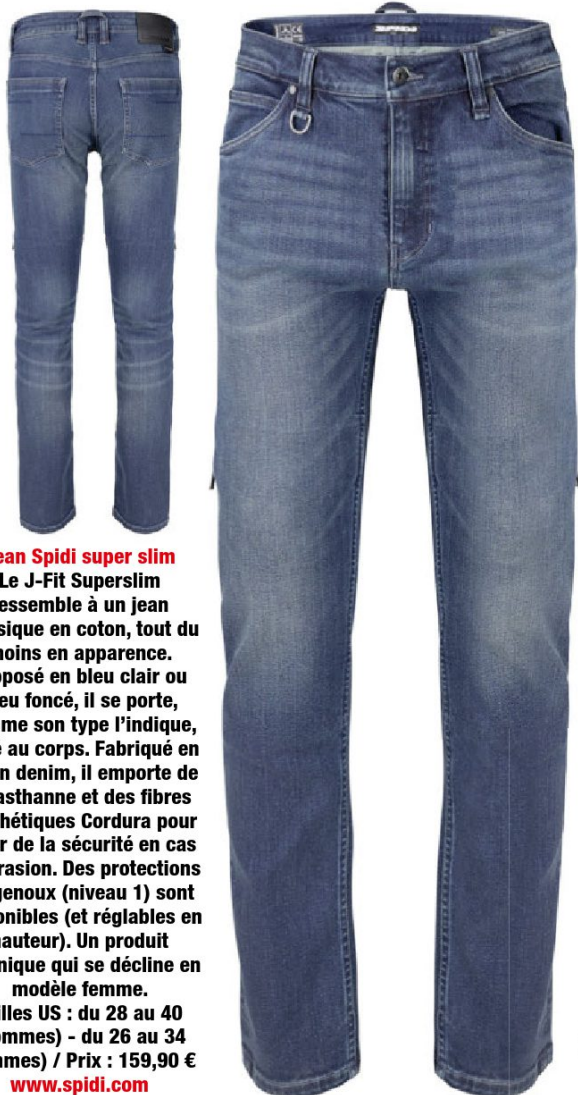 SPIDI
ean Spidi super slim
Le J-Fit Superslim
essemble à un jean
sique en coton, tout du
moins en apparence.
posé en bleu clair ou
eu foncé, il se porte,
me son type l’indique,
au corps. Fabriqué en
n denim, il emporte de
asthanne et des fibres
hétiques Cordura pour
r de la sécurité en cas
rasion. Des protections
genoux (niveau 1) sont
onibles (et réglables en
hauteur). Un produit
nique qui se décline en
modèle femme.
illes US : du 28 au 40
ommes) - du 26 au 34
mmes) / Prix : 159,90 €
www.spidi.com